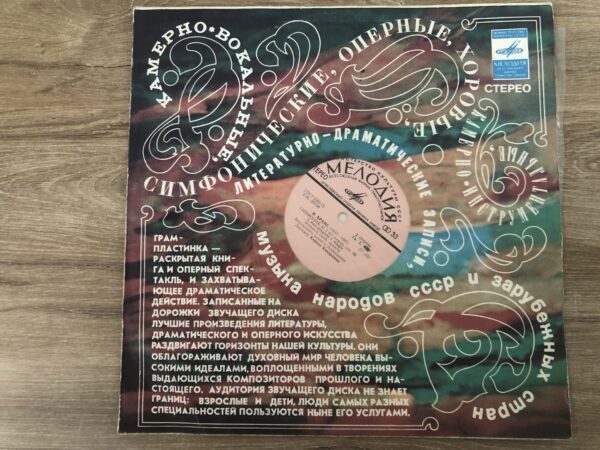 КАМЕРНО-ВОКАЛЬНЫЕ,
СИМФОНИЧЕСКИЕ, ОПЕРНЫЕ, ХОРОВЫЕ,
КАМЕРНО-
ЛИТЕРАТУРНО-ДРАМАТИЧЕСКИЕ ЗАПИСИ,
музыка народов ссср и зарубежных стран
МЕЛОДИЯ
СТЕРЕО
МЕЛОДИЯ
33
ГРАМ-
ПЛАСТИНКА —
РАСКРЫТАЯ КНИ-
ГА И ОПЕРНЫЙ СПЕК-
ТАКЛЬ, И ЗАХВАТЫВА-
ЮЩЕЕ ДРАМАТИЧЕСКОЕ
ДЕЙСТВИЕ. ЗАПИСАННЫЕ НА
ДОРОЖКИ ЗВУЧАЩЕГО ДИСКА
ЛУЧШИЕ ПРОИЗВЕДЕНИЯ ЛИТЕРАТУРЫ,
ДРАМАТИЧЕСКОГО И ОПЕРНОГО ИСКУССТВА
РАЗДВИГАЮТ ГОРИЗОНТЫ НАШЕЙ КУЛЬТУРЫ. ОНИ
ОБЛАГОРАЖИВАЮТ ДУХОВНЫЙ МИР ЧЕЛОВЕКА ВЫ-
СОКИМИ ИДЕАЛАМИ, ВОПЛОЩЕННЫМИ В ТВОРЕНИЯХ
ВЫДАЮЩИХСЯ КОМПОЗИТОРОВ ПРОШЛОГО И НА-
СТОЯЩЕГО. АУДИТОРИЯ ЗВУЧАЩЕГО ДИСКА НЕ ЗНАЕТ
ГРАНИЦ: ВЗРОСЛЫЕ И ДЕТИ, ЛЮДИ САМЫХ РАЗНЫХ
СПЕЦИАЛЬНОСТЕЙ ПОЛЬЗУЮТСЯ НЫНЕ ЕГО УСЛУГАМИ.